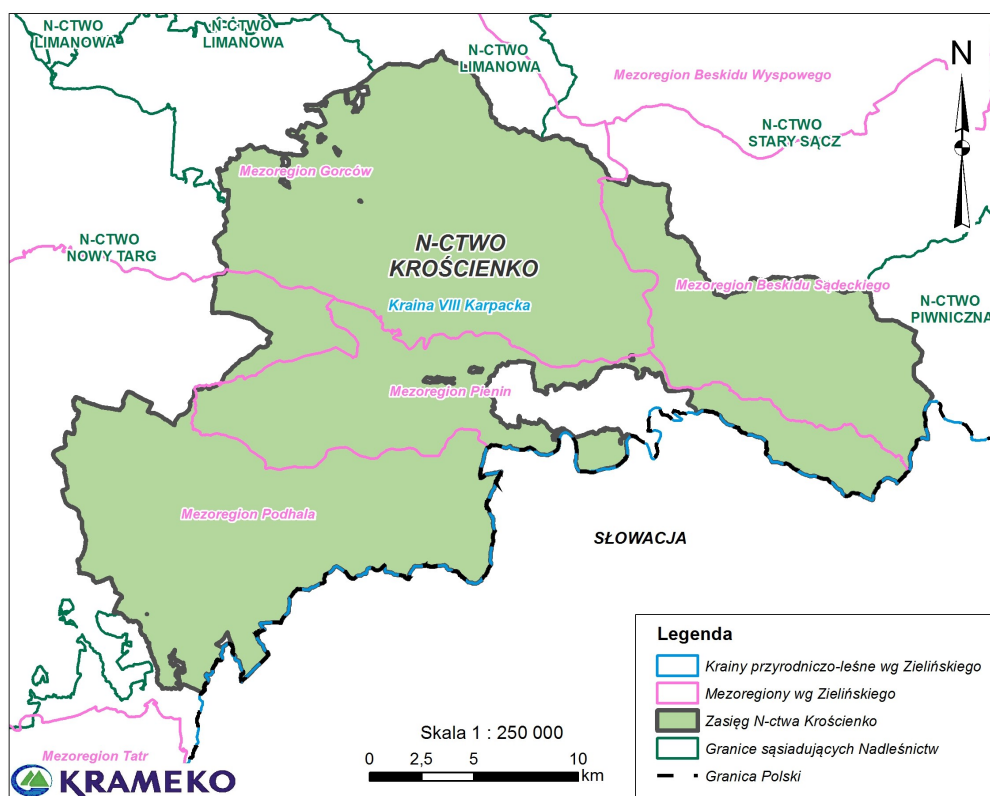 N-CTWO
LIMANOWA
N-CTWO
LIMANOWA
N-CTWO
LIMANOWA
Mezoregion Beskidu Wyspowego
N
N-CTWO
STARY SĄCZ
Mezoregion Gorców
N-CTWO
NOWY TARG
N-CTWO
KROŚCIENKO
Kraina VIII Karpacka
Mezoregion Beskidu Sądeckiego
N-CTWO
PIWNICZNA
Mezoregion Pienin
Mezoregion Podhala
SŁOWACJA
Mezoregion Tatr
KRAMEKO
Skala 1 : 250 000
0 2,5 5 10
km
Legenda
Krainy przyrodniczo-leśne wg Zielińskiego
Mezoregiony wg Zielińskiego
Zasięg N-ctwa Krościenko
Granice sąsiadujących Nadleśnictw
Granica Polski